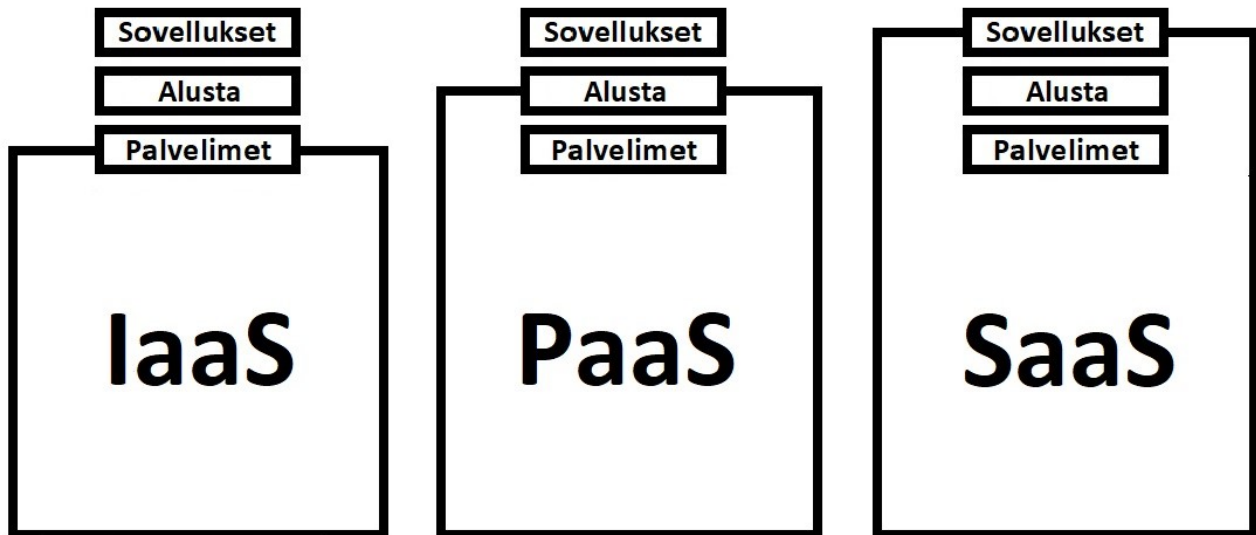 Sovellukset
Alusta
Palvelimet
IaaS
Sovellukset
Alusta
Palvelimet
PaaS
Sovellukset
Alusta
Palvelimet
SaaS